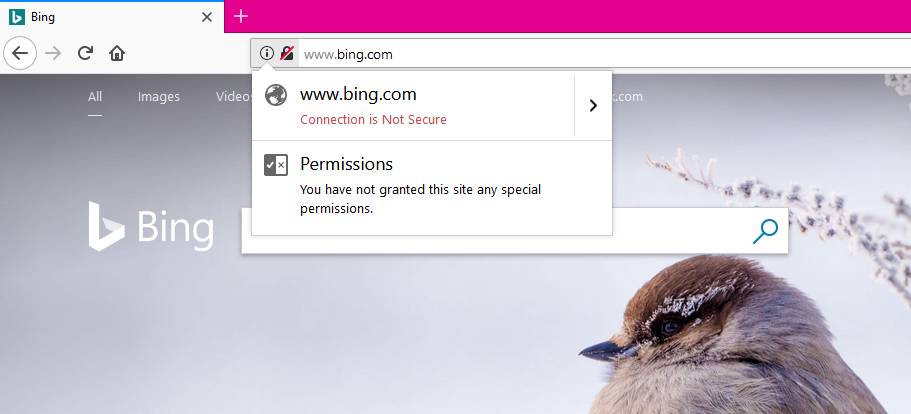 Bing
www.bing.com
All Images Videos .com
www.bing.com
Connection is Not Secure
Permissions
You have not granted this site any special
permissions.
Bing